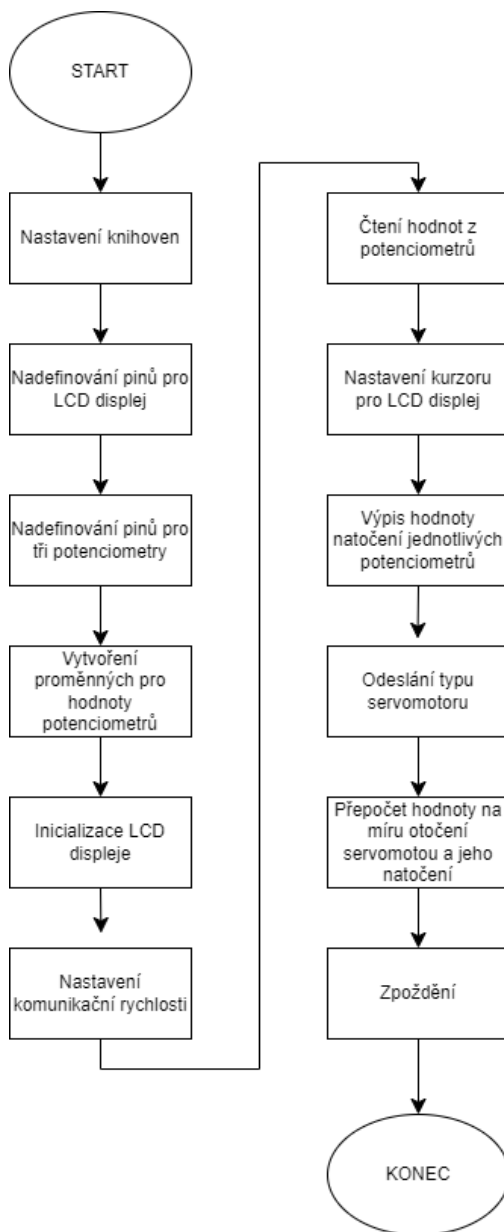 START
Nastavení knihoven
Nadefinování pinů pro
LCD displej
Nadefinování pinů pro
tři potenciometry
Vytvoření
proměnných pro
hodnoty
potenciometrů
Inicializace LCD
displeje
Nastavení
komunikační rychlosti
Čtení hodnot z
potenciometrů
Nastavení kurzoru
pro LCD displej
Výpis hodnoty
natočení jednotlivých
potenciometrů
Odeslání typu
servomotoru
Přepočet hodnoty na
míru otočení
servomotou a jeho
natočení
Zpoždění
KONEC